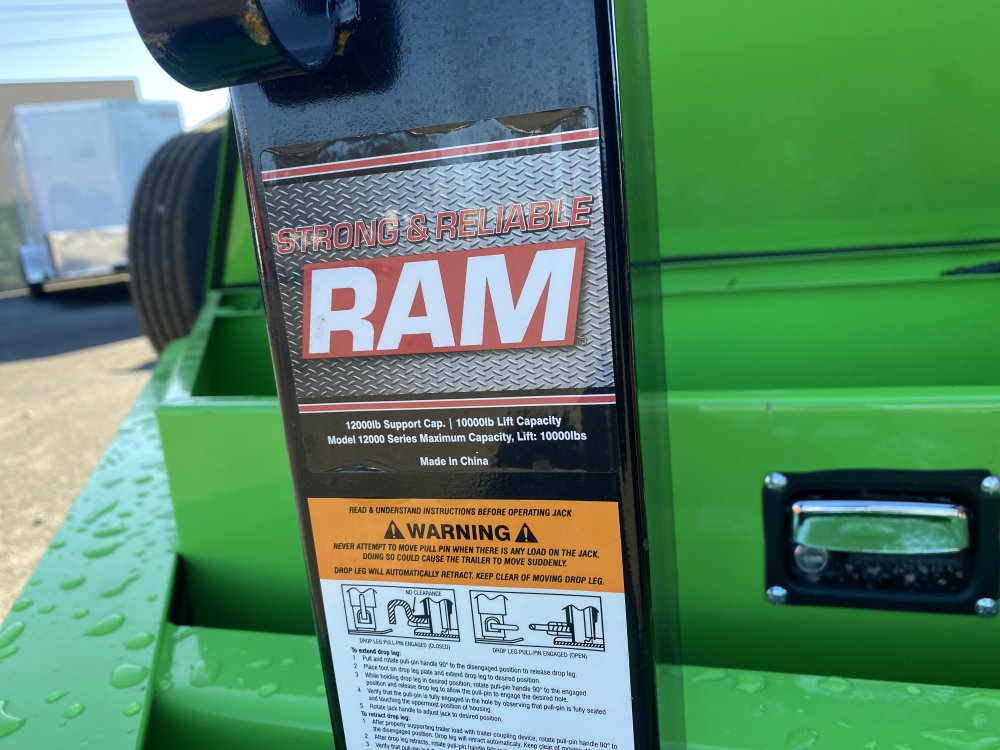 STRONG & RELIABLE
RAM
®
12000lb Support Cap. | 10000lb Lift Capacity
Model 12000 Series Maximum Capacity, Lift: 10000lbs
Made in China
READ & UNDERSTAND INSTRUCTIONS BEFORE OPERATING JACK
WARNING
NEVER ATTEMPT TO MOVE PULL PIN WHEN THERE IS ANY LOAD ON THE JACK.
DOING SO COULD CAUSE THE TRAILER TO MOVE SUDDENLY.
DROP LEG WILL AUTOMATICALLY RETRACT. KEEP CLEAR OF MOVING DROP LEG.
NO CLEARANCE
DROP LEG PULL-PIN ENGAGED (CLOSED)
DROP LEG PULL-PIN ENGAGED (OPEN)
To extend drop leg:
1 Pull and rotate pull-pin handle 90° to the disengaged position to release drop leg.
2 Place foot on drop leg plate and extend drop leg to desired position.
3 While holding drop leg in desired position, rotate pull-pin handle 90° to the engaged
position and release drop leg to allow the pull-pin to engage the desired hole.
4 Verify that the pull-pin is fully engaged in the hole by observing that pull-pin is fully seated
and touching the uppermost position of housing
5 Rotate jack handle to adjust jack to desired position.
To retract drop leg:
1 After properly supporting trailer load with trailer coupling device, rotate pull-pin handle 90° to
the disengaged position. Drop leg will retract automatically. Keep clear of moving
2 After drop leg retracts, rotate pull-pin handle 90° to
3 Verify that pull-pin is